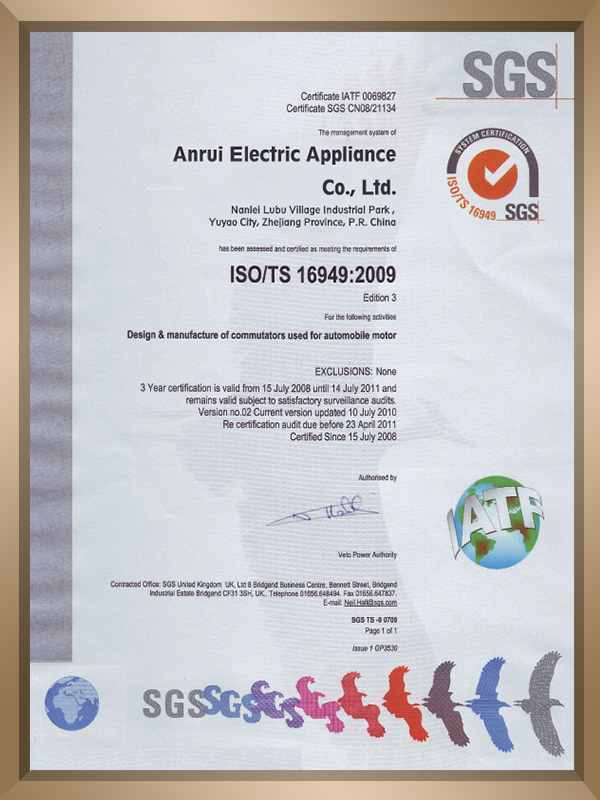 SGS
Certificate IATF 0069827
Certificate SGS CN08/21134
The management system of
Anrui Electric Appliance
Co., Ltd.
Nanlei Lubu Village Industrial Park ,
Yuyao City, Zhejiang Province, P.R. China
SYSTEM CERTIFICATION
ISO/TS 16949
SGS
has been assessed and certified as meeting the requirements of
ISO/TS 16949:2009
Edition 3
For the following activities
Design & manufacture of commutators used for automobile motor
EXCLUSIONS: None
3 Year certification is valid from 15 July 2008 until 14 July 2011 and
remains valid subject to satisfactory surveillance audits.
Version no.02 Current version updated 10 July 2010
Re certification audit due before 23 April 2011
Certified Since 15 July 2008
Authorised by
IATF
Veto Power Authority
Contracted Office: SGS United Kingdom UK, Ltd 8 Bridgend Business Centre, Bennett Street, Bridgend
Industrial Estate Bridgend CF31 3SH, UK.. Telephone 01656.648494. Fax 01656.647837.
E-mail: Neil.Hall@sgs.com
SGS TS -9 0709
Page 1 of 1
Issue 1 GP3530
SGS SGS SGS